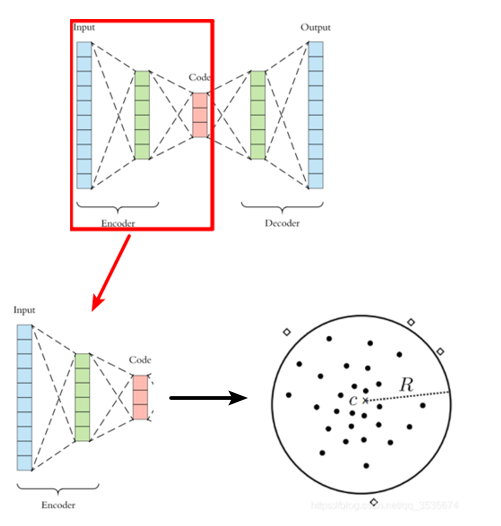 Input
Output
Code
Encoder
Decoder
Input
Code
Encoder
c
R